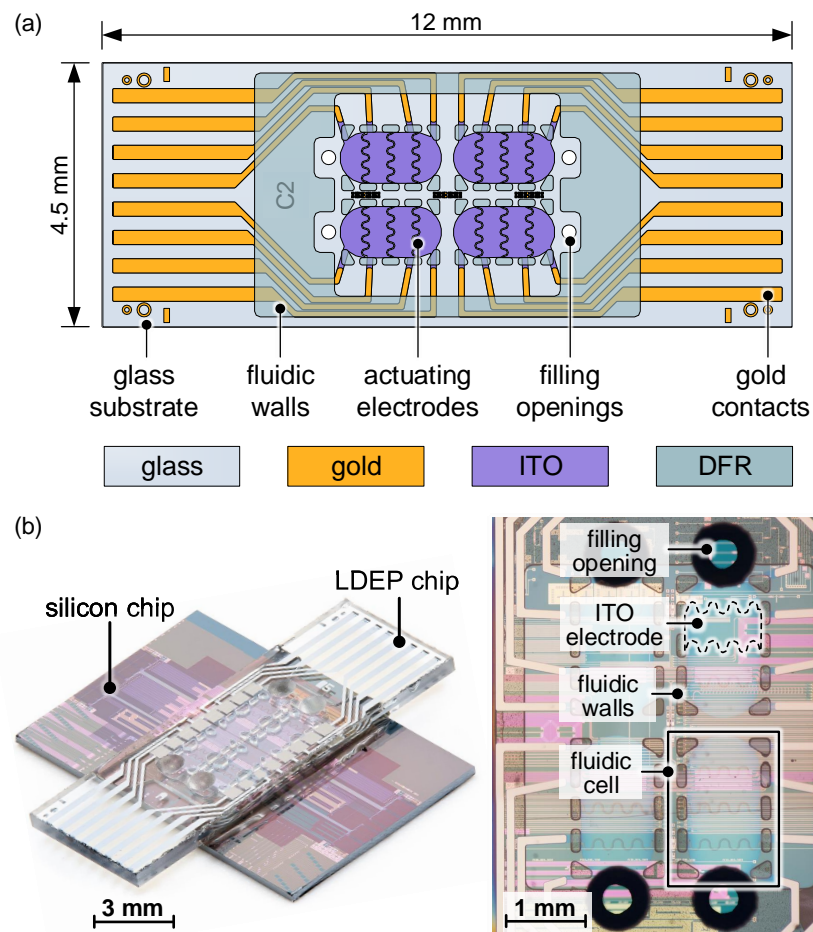 (a)
12 mm
4.5 mm
C2
glass
substrate
fluidic
walls
actuating
electrodes
filling
openings
gold
contacts
glass
gold
ITO
DFR
(b)
silicon chip
LDEP chip
3 mm
filling
opening
ITO
electrode
fluidic
walls
fluidic
cell
1 mm